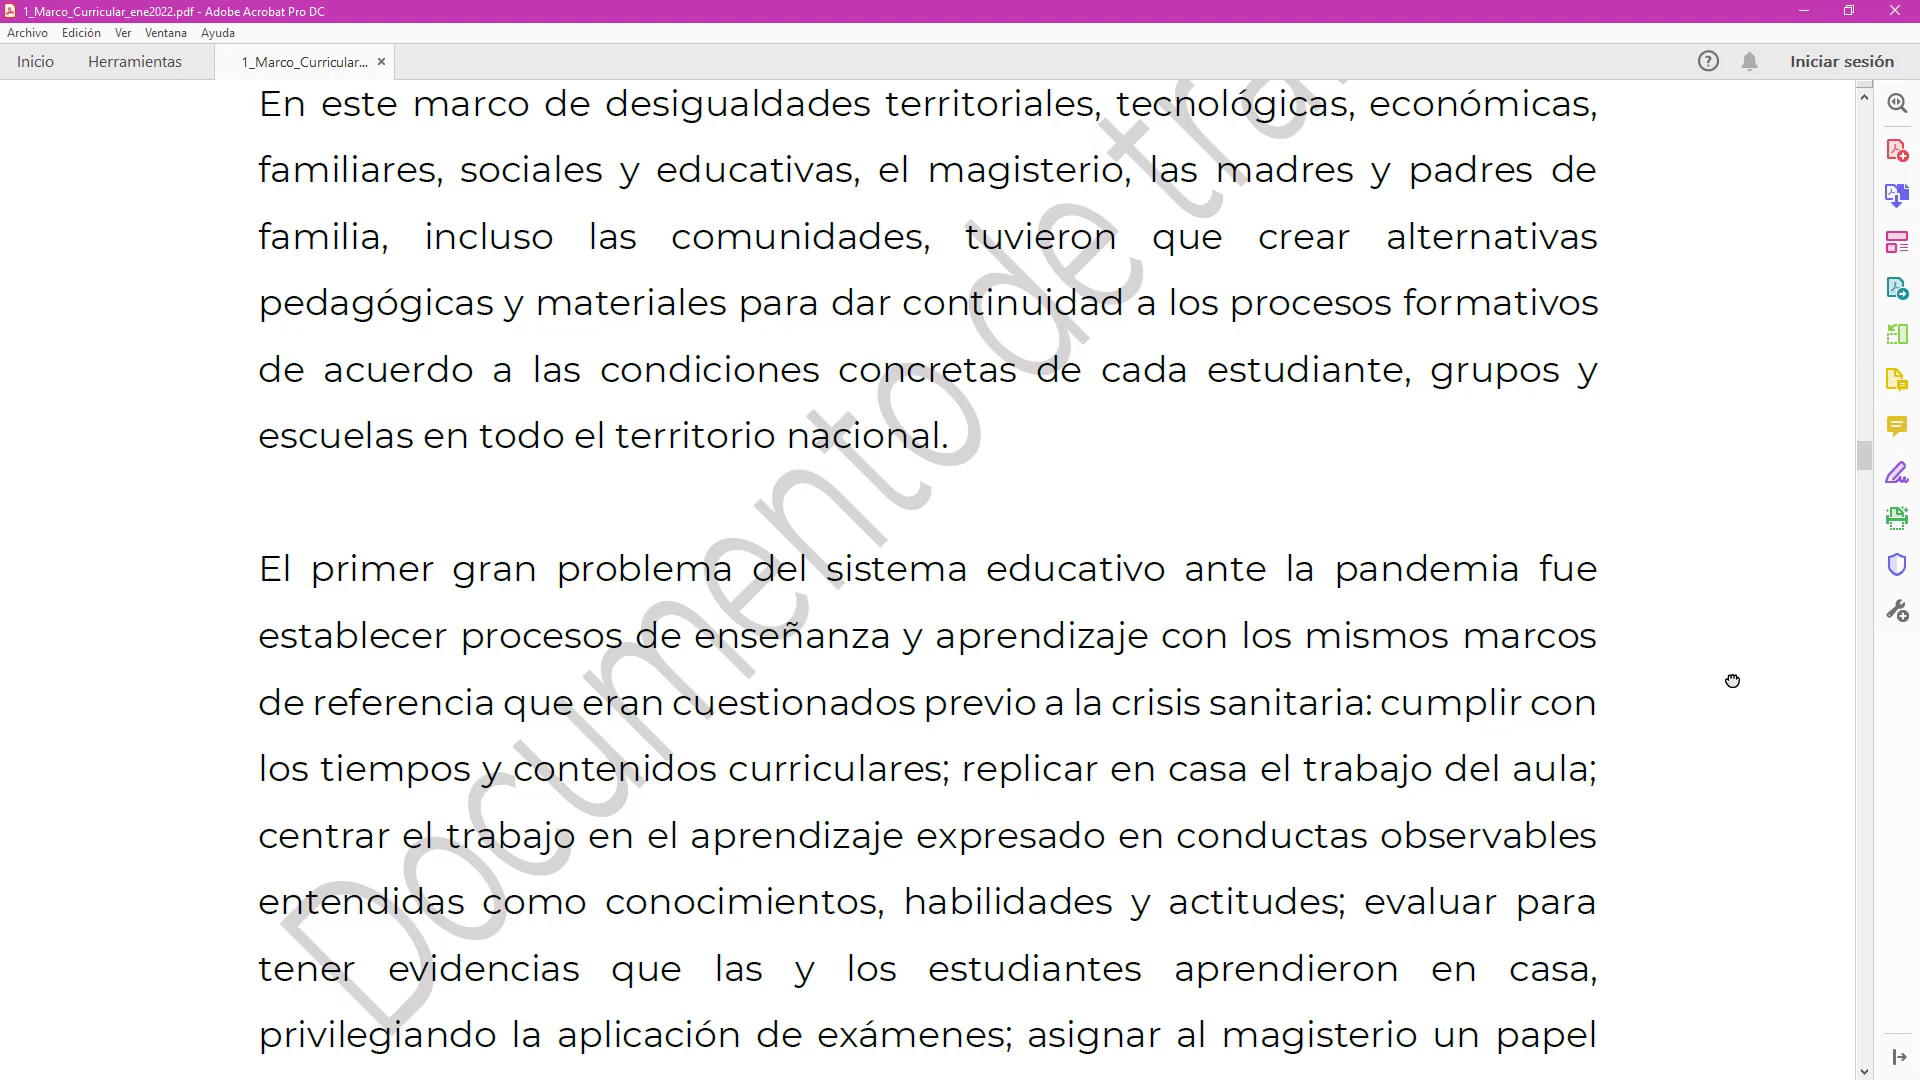 1_Marco_Curricular_ene2022.pdf - Adobe Acrobat Pro DC
Archivo Edición Ver Ventana Ayuda
Inicio Herramientas 1_Marco_Curricular... × Iniciar sesión
En este marco de desigualdades territoriales, tecnológicas, económicas,
familiares, sociales y educativas, el magisterio, las madres y padres de
familia, incluso las comunidades, tuvieron que crear alternativas
pedagógicas y materiales para dar continuidad a los procesos formativos
de acuerdo a las condiciones concretas de cada estudiante, grupos y
escuelas en todo el territorio nacional.
El primer gran problema del sistema educativo ante la pandemia fue
establecer procesos de enseñanza y aprendizaje con los mismos marcos
de referencia que eran cuestionados previo a la crisis sanitaria: cumplir con
los tiempos y contenidos curriculares; replicar en casa el trabajo del aula;
centrar el trabajo en el aprendizaje expresado en conductas observables
entendidas como conocimientos, habilidades y actitudes; evaluar para
tener evidencias que las y los estudiantes aprendieron en casa,
privilegiando la aplicación de exámenes; asignar al magisterio un papel
Documento de tra